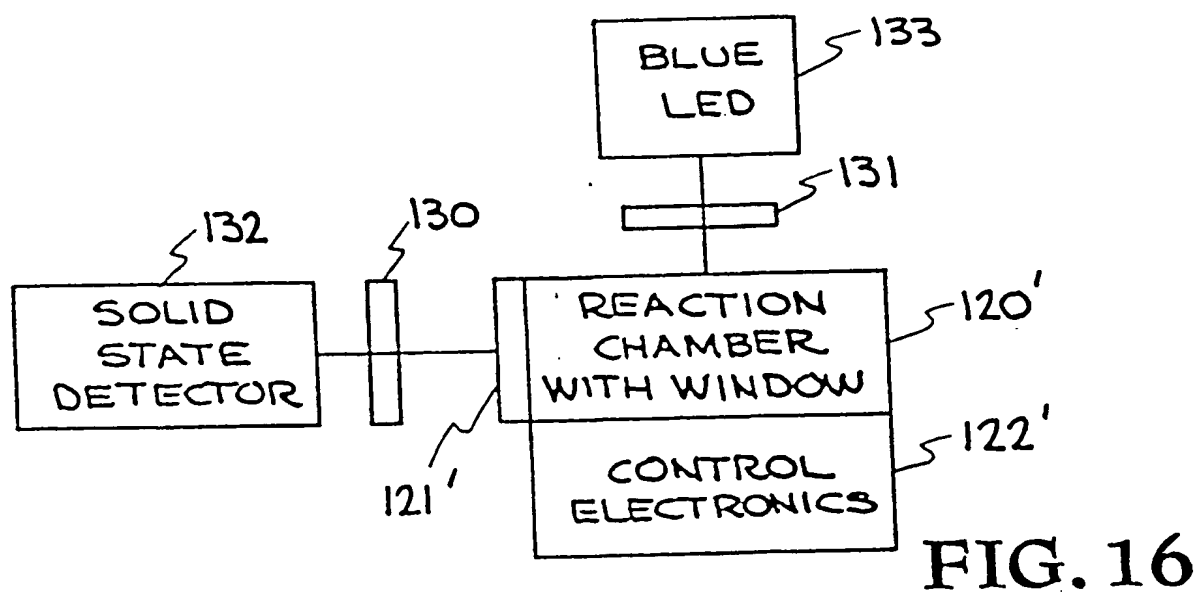 133
BLUE
LED
131
130
132
SOLID
STATE
DETECTOR
REACTION
CHAMBER
WITH WINDOW
120'
121'
122'
CONTROL
ELECTRONICS
FIG. 16